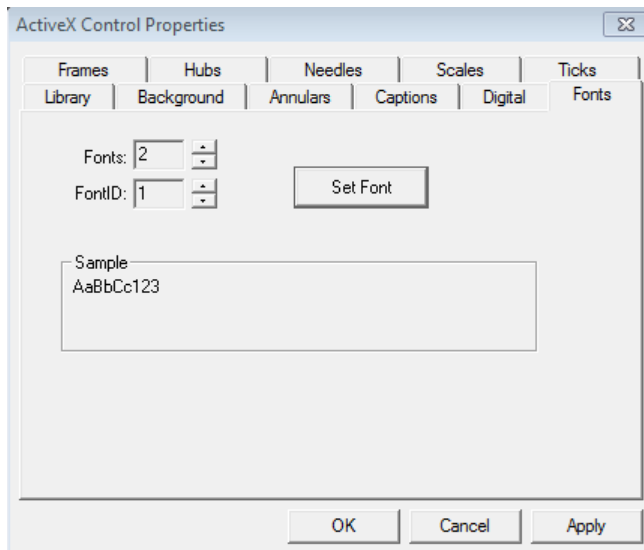 ActiveX Control Properties
Frames Hubs Needles Scales Ticks
Library Background Annulars Captions Digital Fonts
Fonts: 2
FontID: 1
Set Font
Sample
AaBbCc123
OK Cancel Apply